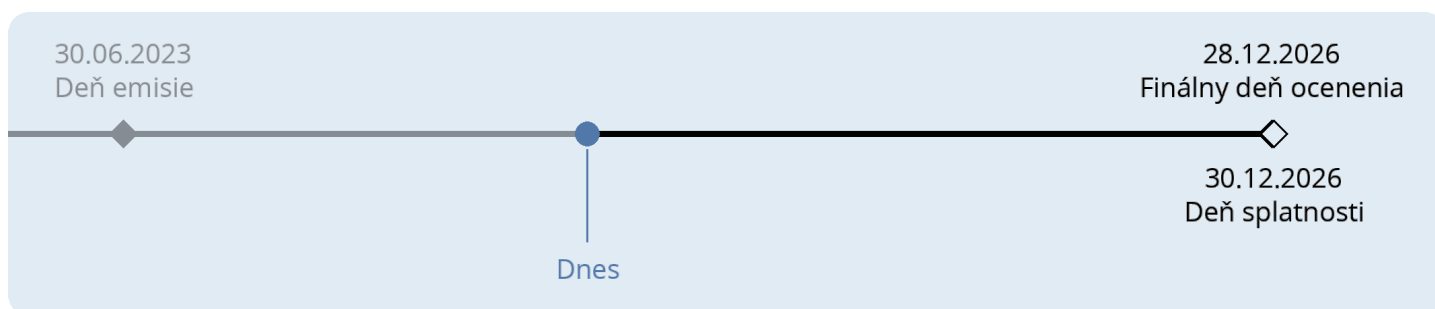 30.06.2023
Deň emisie
28.12.2026
Finálny deň ocenenia
30.12.2026
Deň splatnosti
Dnes